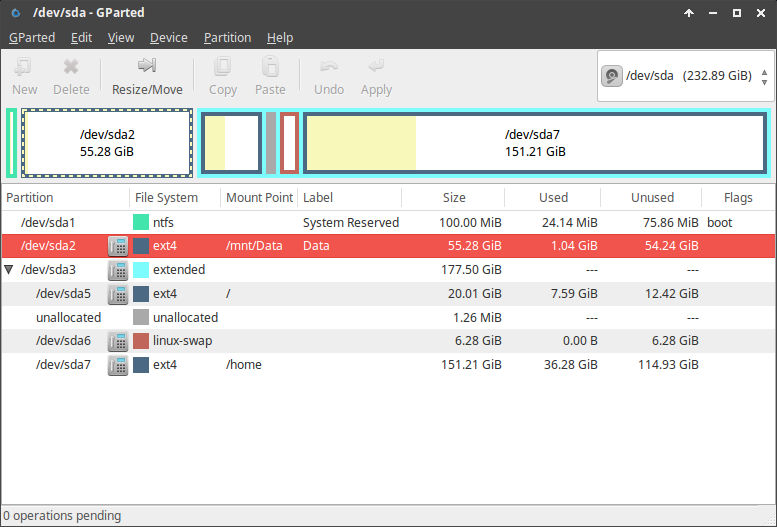 /dev/sda - GParted
GParted Edit View Device Partition Help
New Delete Resize/Move Copy Paste Undo Apply /dev/sda (232.89 GiB)
/dev/sda2 /dev/sda7
55.28 GiB 151.21 GiB
Partition File System Mount Point Label Size Used Unused Flags
/dev/sda1 ntfs System Reserved 100.00 MiB 24.14 MiB 75.86 MiB boot
/dev/sda2 ext4 /mnt/Data Data 55.28 GiB 1.04 GiB 54.24 GiB
/dev/sda3 extended 177.50 GiB --- ---
/dev/sda5 ext4 / 20.01 GiB 7.59 GiB 12.42 GiB
unallocated unallocated 1.26 MiB --- ---
/dev/sda6 linux-swap 6.28 GiB 0.00 B 6.28 GiB
/dev/sda7 ext4 /home 151.21 GiB 36.28 GiB 114.93 GiB
0 operations pending